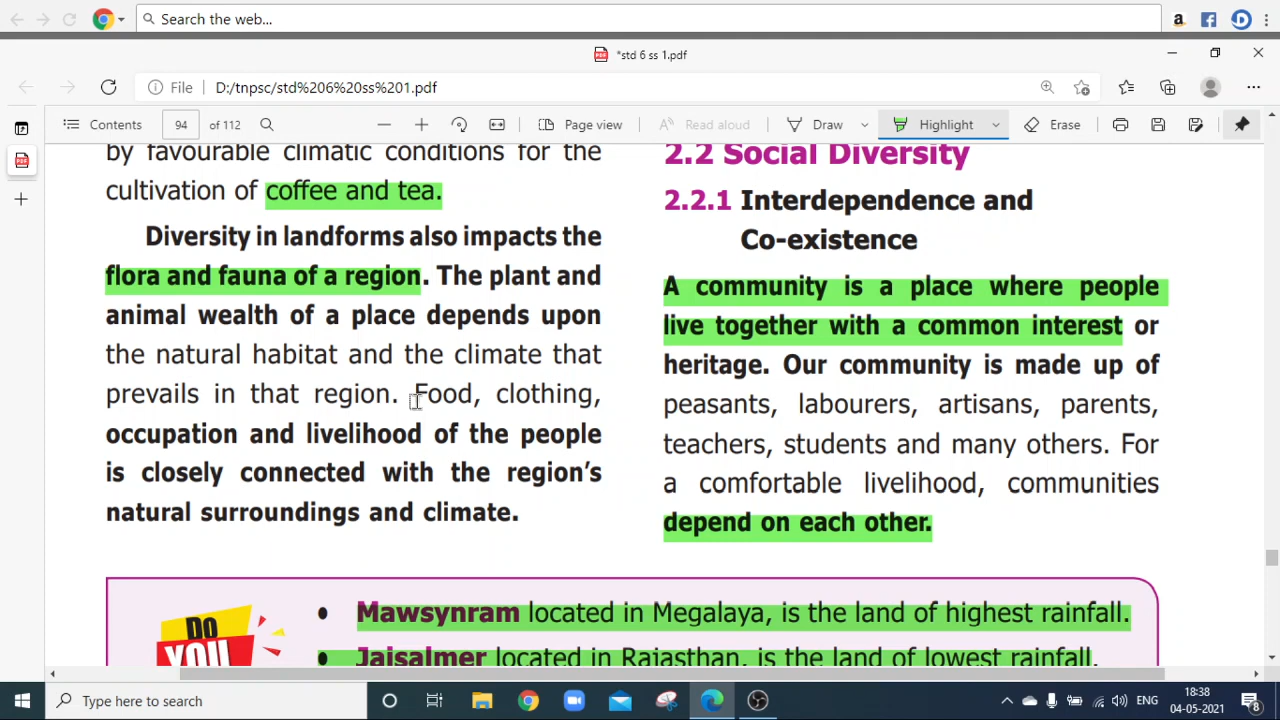 Search the web...
*std 6 ss 1.pdf
File D:/tnpsc/std%206%20ss%201.pdf
Contents 94 of 112 Page view Read aloud Draw Highlight Erase
by favourable climatic conditions for the
cultivation of coffee and tea.
Diversity in landforms also impacts the
flora and fauna of a region. The plant and
animal wealth of a place depends upon
the natural habitat and the climate that
prevails in that region. Food, clothing,
occupation and livelihood of the people
is closely connected with the region's
natural surroundings and climate.
2.2 Social Diversity
2.2.1 Interdependence and
Co-existence
A community is a place where people
live together with a common interest or
heritage. Our community is made up of
peasants, labourers, artisans, parents,
teachers, students and many others. For
a comfortable livelihood, communities
depend on each other.
DO
YOU
• Mawsynram located in Megalaya, is the land of highest rainfall.
• Jaisalmer located in Rajasthan, is the land of lowest rainfall.
Type here to search
ENG
18:38
04-05-2021
8